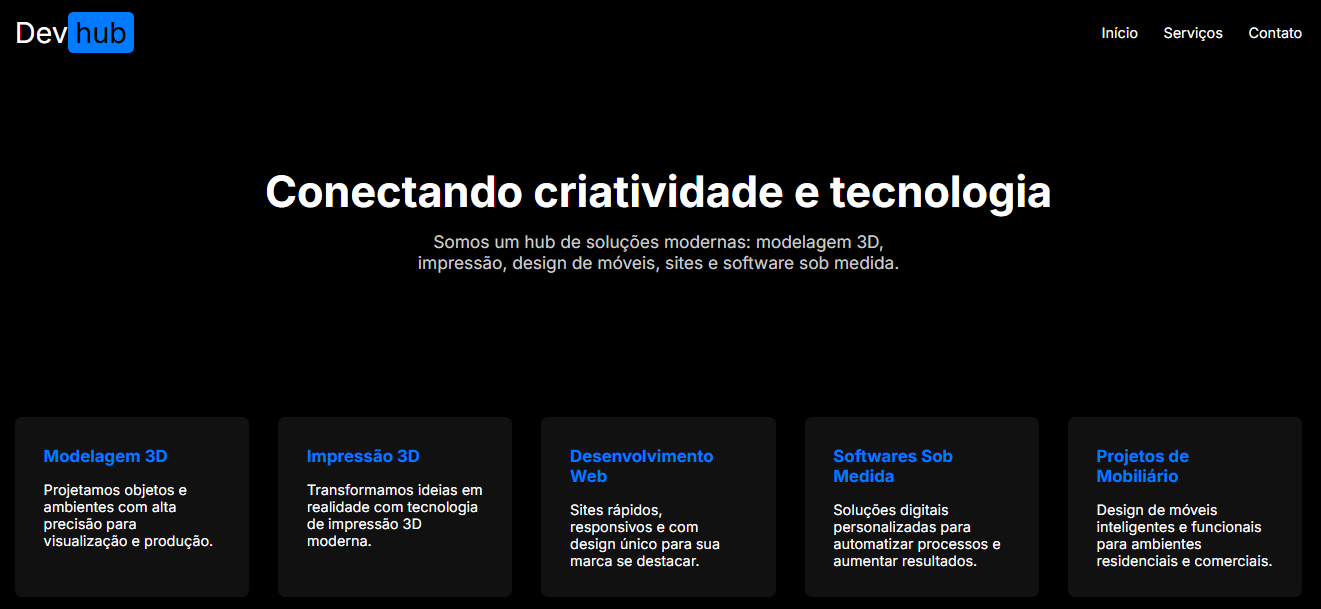 Devhub
Início Serviços Contato
Conectando criatividade e tecnologia
Somos um hub de soluções modernas: modelagem 3D,
impressão, design de móveis, sites e software sob medida.
Modelagem 3D
Projetamos objetos e
ambientes com alta
precisão para
visualização e produção.
Impressão 3D
Transformamos ideias em
realidade com tecnologia
de impressão 3D
moderna.
Desenvolvimento
Web
Sites rápidos,
responsivos e com
design único para sua
marca se destacar.
Softwares Sob
Medida
Soluções digitais
personalizadas para
automatizar processos e
aumentar resultados.
Projetos de
Mobiliário
Design de móveis
inteligentes e funcionais
para ambientes
residenciais e comerciais.